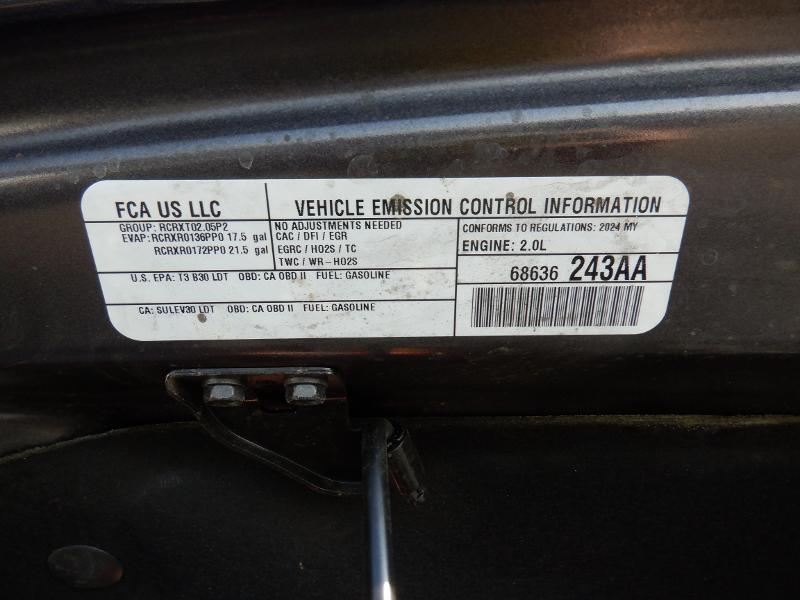 FCA US LLC
VEHICLE EMISSION CONTROL INFORMATION
GROUP: RCRXT02.05P2
EVAP: RCRXR0136PP0 17.5 gal
RCRXR0172PP0 21.5 gal
NO ADJUSTMENTS NEEDED
CAC / DFI / EGR
EGRC / HO2S / TC
TWC / WR-HO2S
CONFORMS TO REGULATIONS: 2024 MY
ENGINE: 2.0L
68636 243AA
U.S. EPA: T3 B30 LDT OBD: CA OBD II FUEL: GASOLINE
CA: SULEV30 LDT OBD: CA OBD II FUEL: GASOLINE